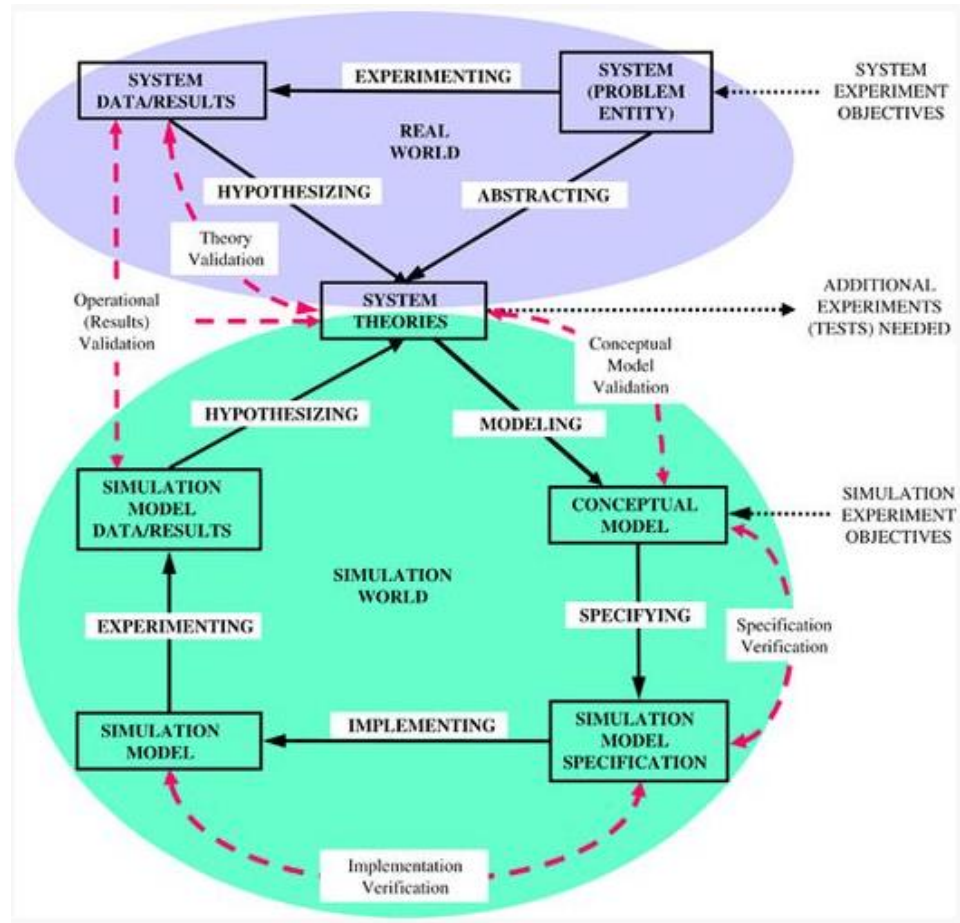 SYSTEM
DATA/RESULTS
EXPERIMENTING
SYSTEM
(PROBLEM
ENTITY)
SYSTEM
EXPERIMENT
OBJECTIVES
REAL
WORLD
HYPOTHESIZING
ABSTRACTING
Theory
Validation
Operational
(Results)
Validation
SYSTEM
THEORIES
ADDITIONAL
EXPERIMENTS
(TESTS) NEEDED
Conceptual
Model
Validation
HYPOTHESIZING
MODELING
SIMULATION
MODEL
DATA/RESULTS
CONCEPTUAL
MODEL
SIMULATION
EXPERIMENT
OBJECTIVES
SIMULATION
WORLD
EXPERIMENTING
SPECIFYING
Specification
Verification
SIMULATION
MODEL
IMPLEMENTING
SIMULATION
MODEL
SPECIFICATION
Implementation
Verification